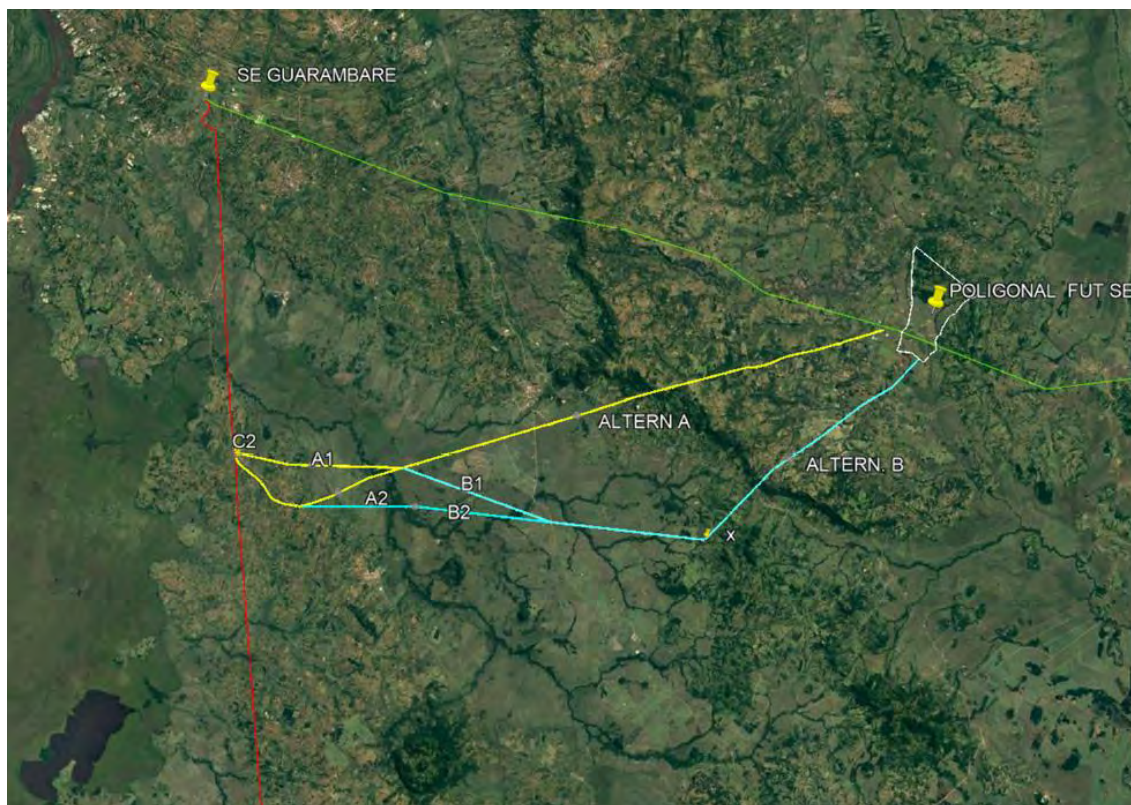 SE GUARAMBARE
POLIGONAL FUT SE
ALTERN A
C2
A1
ALTERN. B
B1
A2
B2
x